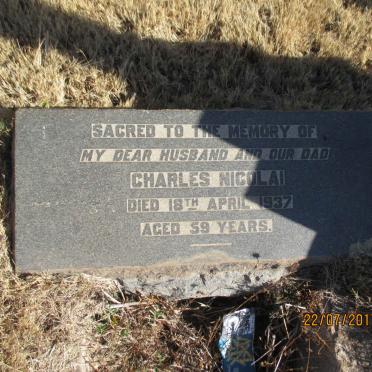 SACRED TO THE MEMORY OF
MY DEAR HUSBAND AND OUR DAD
CHARLES NICOLAI
DIED 18TH APRIL 1937
AGED 59 YEARS.
22/07/201